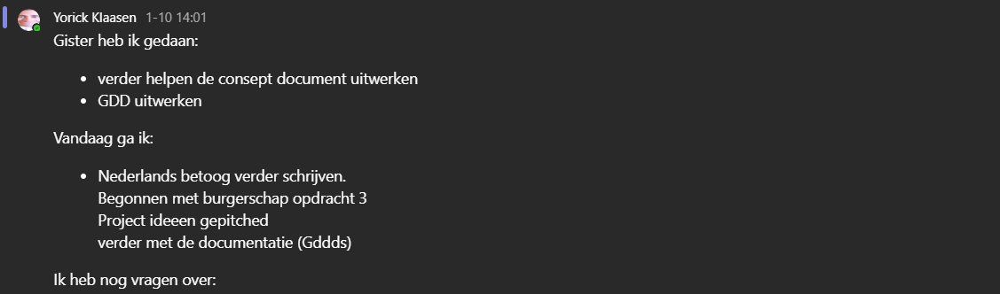 Yorick Klaasen 1-10 14:01
Gister heb ik gedaan:
• verder helpen de consept document uitwerken
• GDD uitwerken
Vandaag ga ik:
• Nederlands betoog verder schrijven.
Begonnen met burgerschap opdracht 3
Project ideeen gepitched
verder met de documentatie (Gddds)
Ik heb nog vragen over: